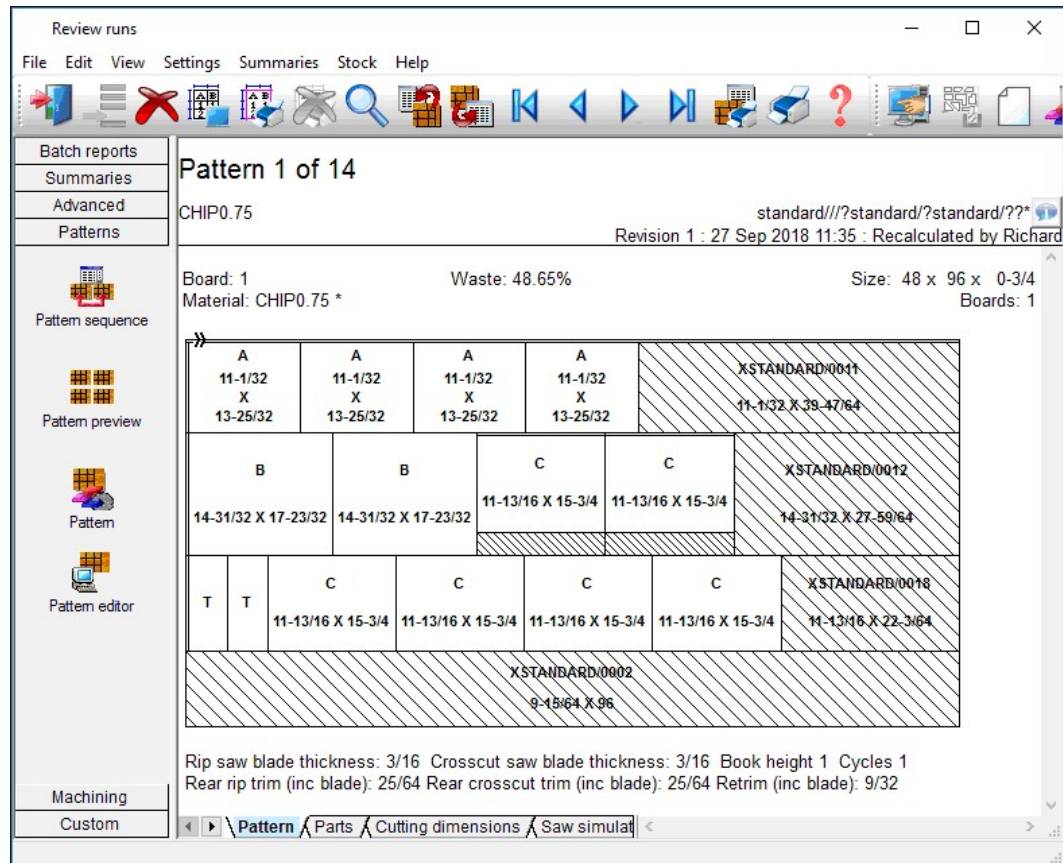 Review runs
File Edit View Settings Summaries Stock Help
Batch reports
Summaries
Advanced
Patterns
Pattern sequence
Pattern preview
Pattern
Pattern editor
Machining
Custom
Pattern 1 of 14
CHIP0.75
standard///?standard/?standard/??*
Revision 1 : 27 Sep 2018 11:35 : Recalculated by Richard
Board: 1 Waste: 48.65% Size: 48 x 96 x 0-3/4
Material: CHIP0.75 * Boards: 1
A
11-1/32
X
13-25/32
A
11-1/32
X
13-25/32
A
11-1/32
X
13-25/32
A
11-1/32
X
13-25/32
XSTANDARD/0011
11-1/32 X 39-47/64
B
14-31/32 X 17-23/32
B
14-31/32 X 17-23/32
C
11-13/16 X 15-3/4
C
11-13/16 X 15-3/4
XSTANDARD/0012
14-31/32 X 27-59/64
T
T
C
11-13/16 X 15-3/4
C
11-13/16 X 15-3/4
C
11-13/16 X 15-3/4
C
11-13/16 X 15-3/4
XSTANDARD/0018
11-13/16 X 22-3/64
XSTANDARD/0002
9-15/64 X 96
Rip saw blade thickness: 3/16 Crosscut saw blade thickness: 3/16 Book height 1 Cycles 1
Rear rip trim (inc blade): 25/64 Rear crosscut trim (inc blade): 25/64 Retrim (inc blade): 9/32
Pattern Parts Cutting dimensions Saw simulat